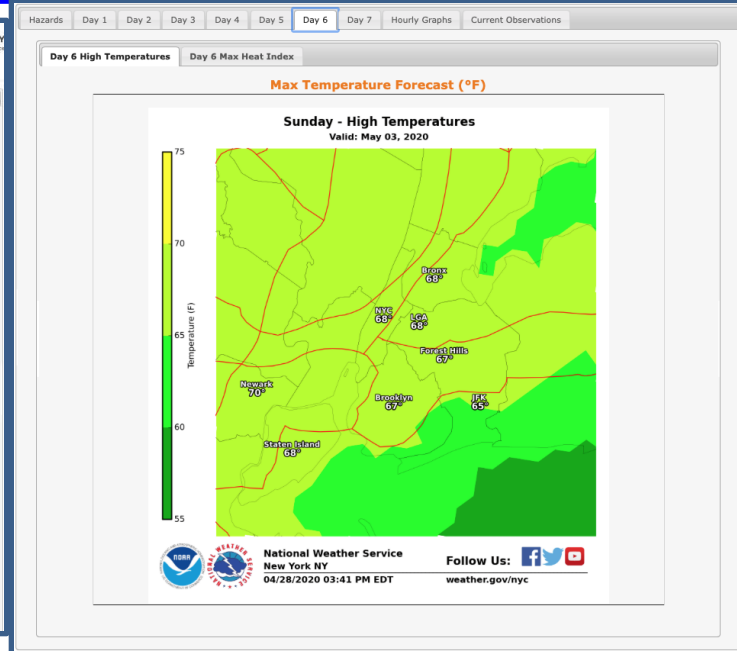 Hazards Day 1 Day 2 Day 3 Day 4 Day 5 Day 6 Day 7 Hourly Graphs Current Observations
Day 6 High Temperatures Day 6 Max Heat Index
Max Temperature Forecast (°F)
Sunday - High Temperatures
Valid: May 03, 2020
75
70
65
60
55
Temperature (F)
Bronx
68°
NYC
68°
LGA
68°
Forest Hills
67°
Newark
70°
Brooklyn
67°
JFK
65°
Staten Island
68°
NOAA
NATIONAL WEATHER SERVICE
National Weather Service
New York NY
04/28/2020 03:41 PM EDT
Follow Us:
weather.gov/nyc